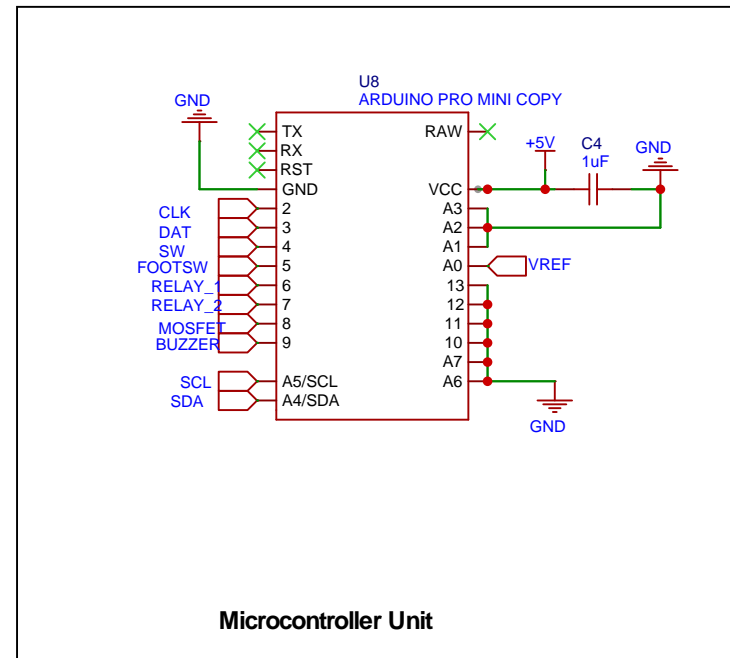 U8
ARDUINO PRO MINI COPY
GND
TX
RX
RST
GND
2
3
4
5
6
7
8
9
A5/SCL
A4/SDA
CLK
DAT
SW
FOOTSW
RELAY_1
RELAY_2
MOSFET
BUZZER
SCL
SDA
RAW
VCC
A3
A2
A1
A0
13
12
11
10
A7
A6
+5V
C4
1uF
GND
VREF
GND
Microcontroller Unit